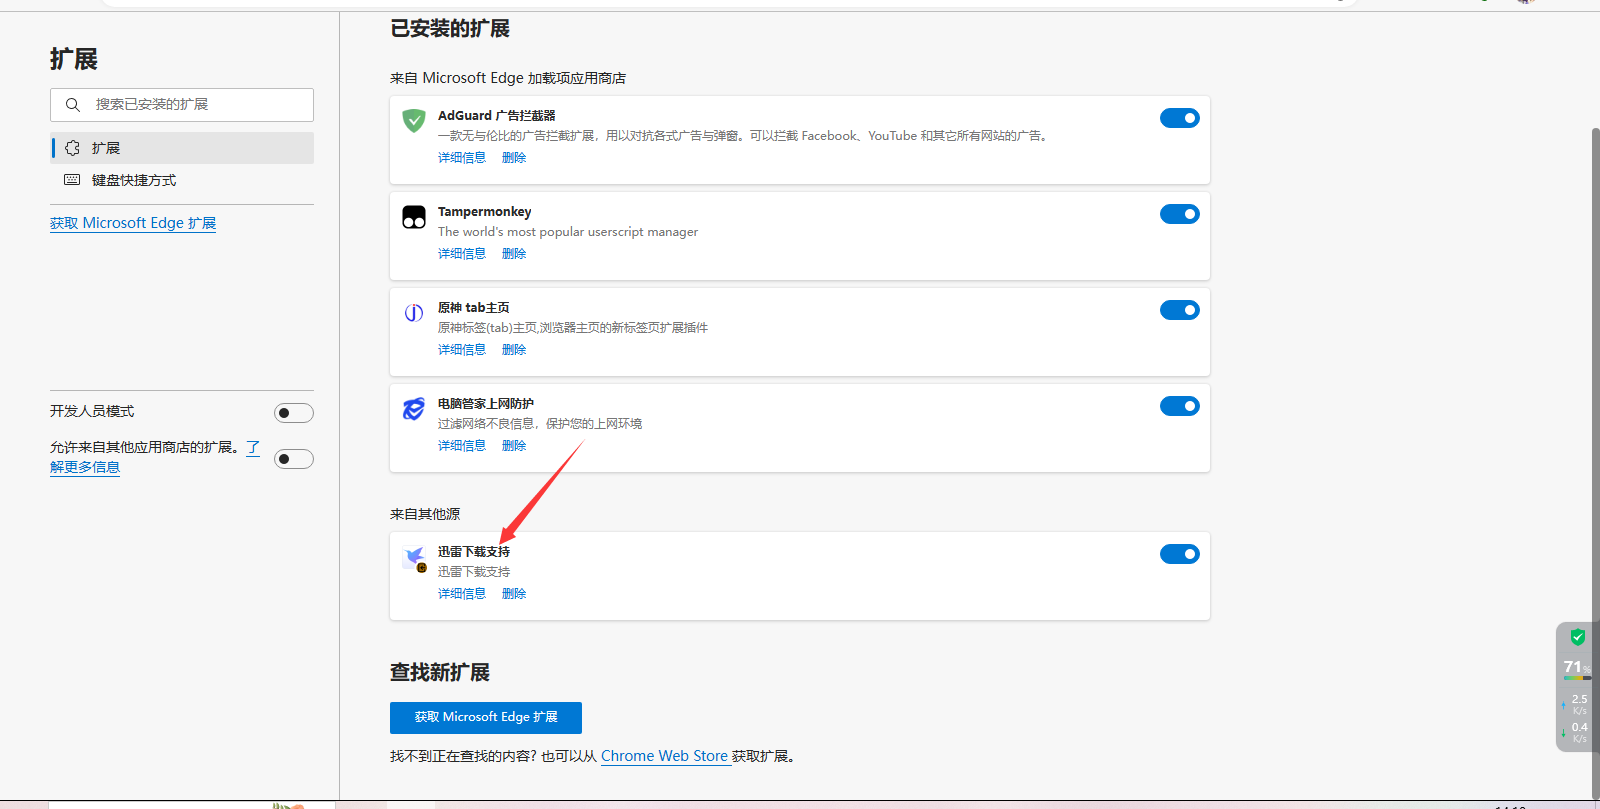 扩展
搜索已安装的扩展
扩展
键盘快捷方式
获取 Microsoft Edge 扩展
开发人员模式
允许来自其他应用商店的扩展。了
解更多信息
已安装的扩展
来自 Microsoft Edge 加载项应用商店
AdGuard 广告拦截器
一款无与伦比的广告拦截扩展，用以对抗各式广告与弹窗。可以拦截 Facebook、YouTube 和其它所有网站的广告。
详细信息 删除
Tampermonkey
The world's most popular userscript manager
详细信息 删除
原神 tab主页
原神标签(tab)主页,浏览器主页的新标签页扩展插件
详细信息 删除
电脑管家上网防护
过滤网络不良信息，保护您的上网环境
详细信息 删除
来自其他源
迅雷下载支持
迅雷下载支持
详细信息 删除
查找新扩展
获取 Microsoft Edge 扩展
找不到正在查找的内容? 也可以从 Chrome Web Store 获取扩展。
71%
2.5
K/s
0.4
K/s